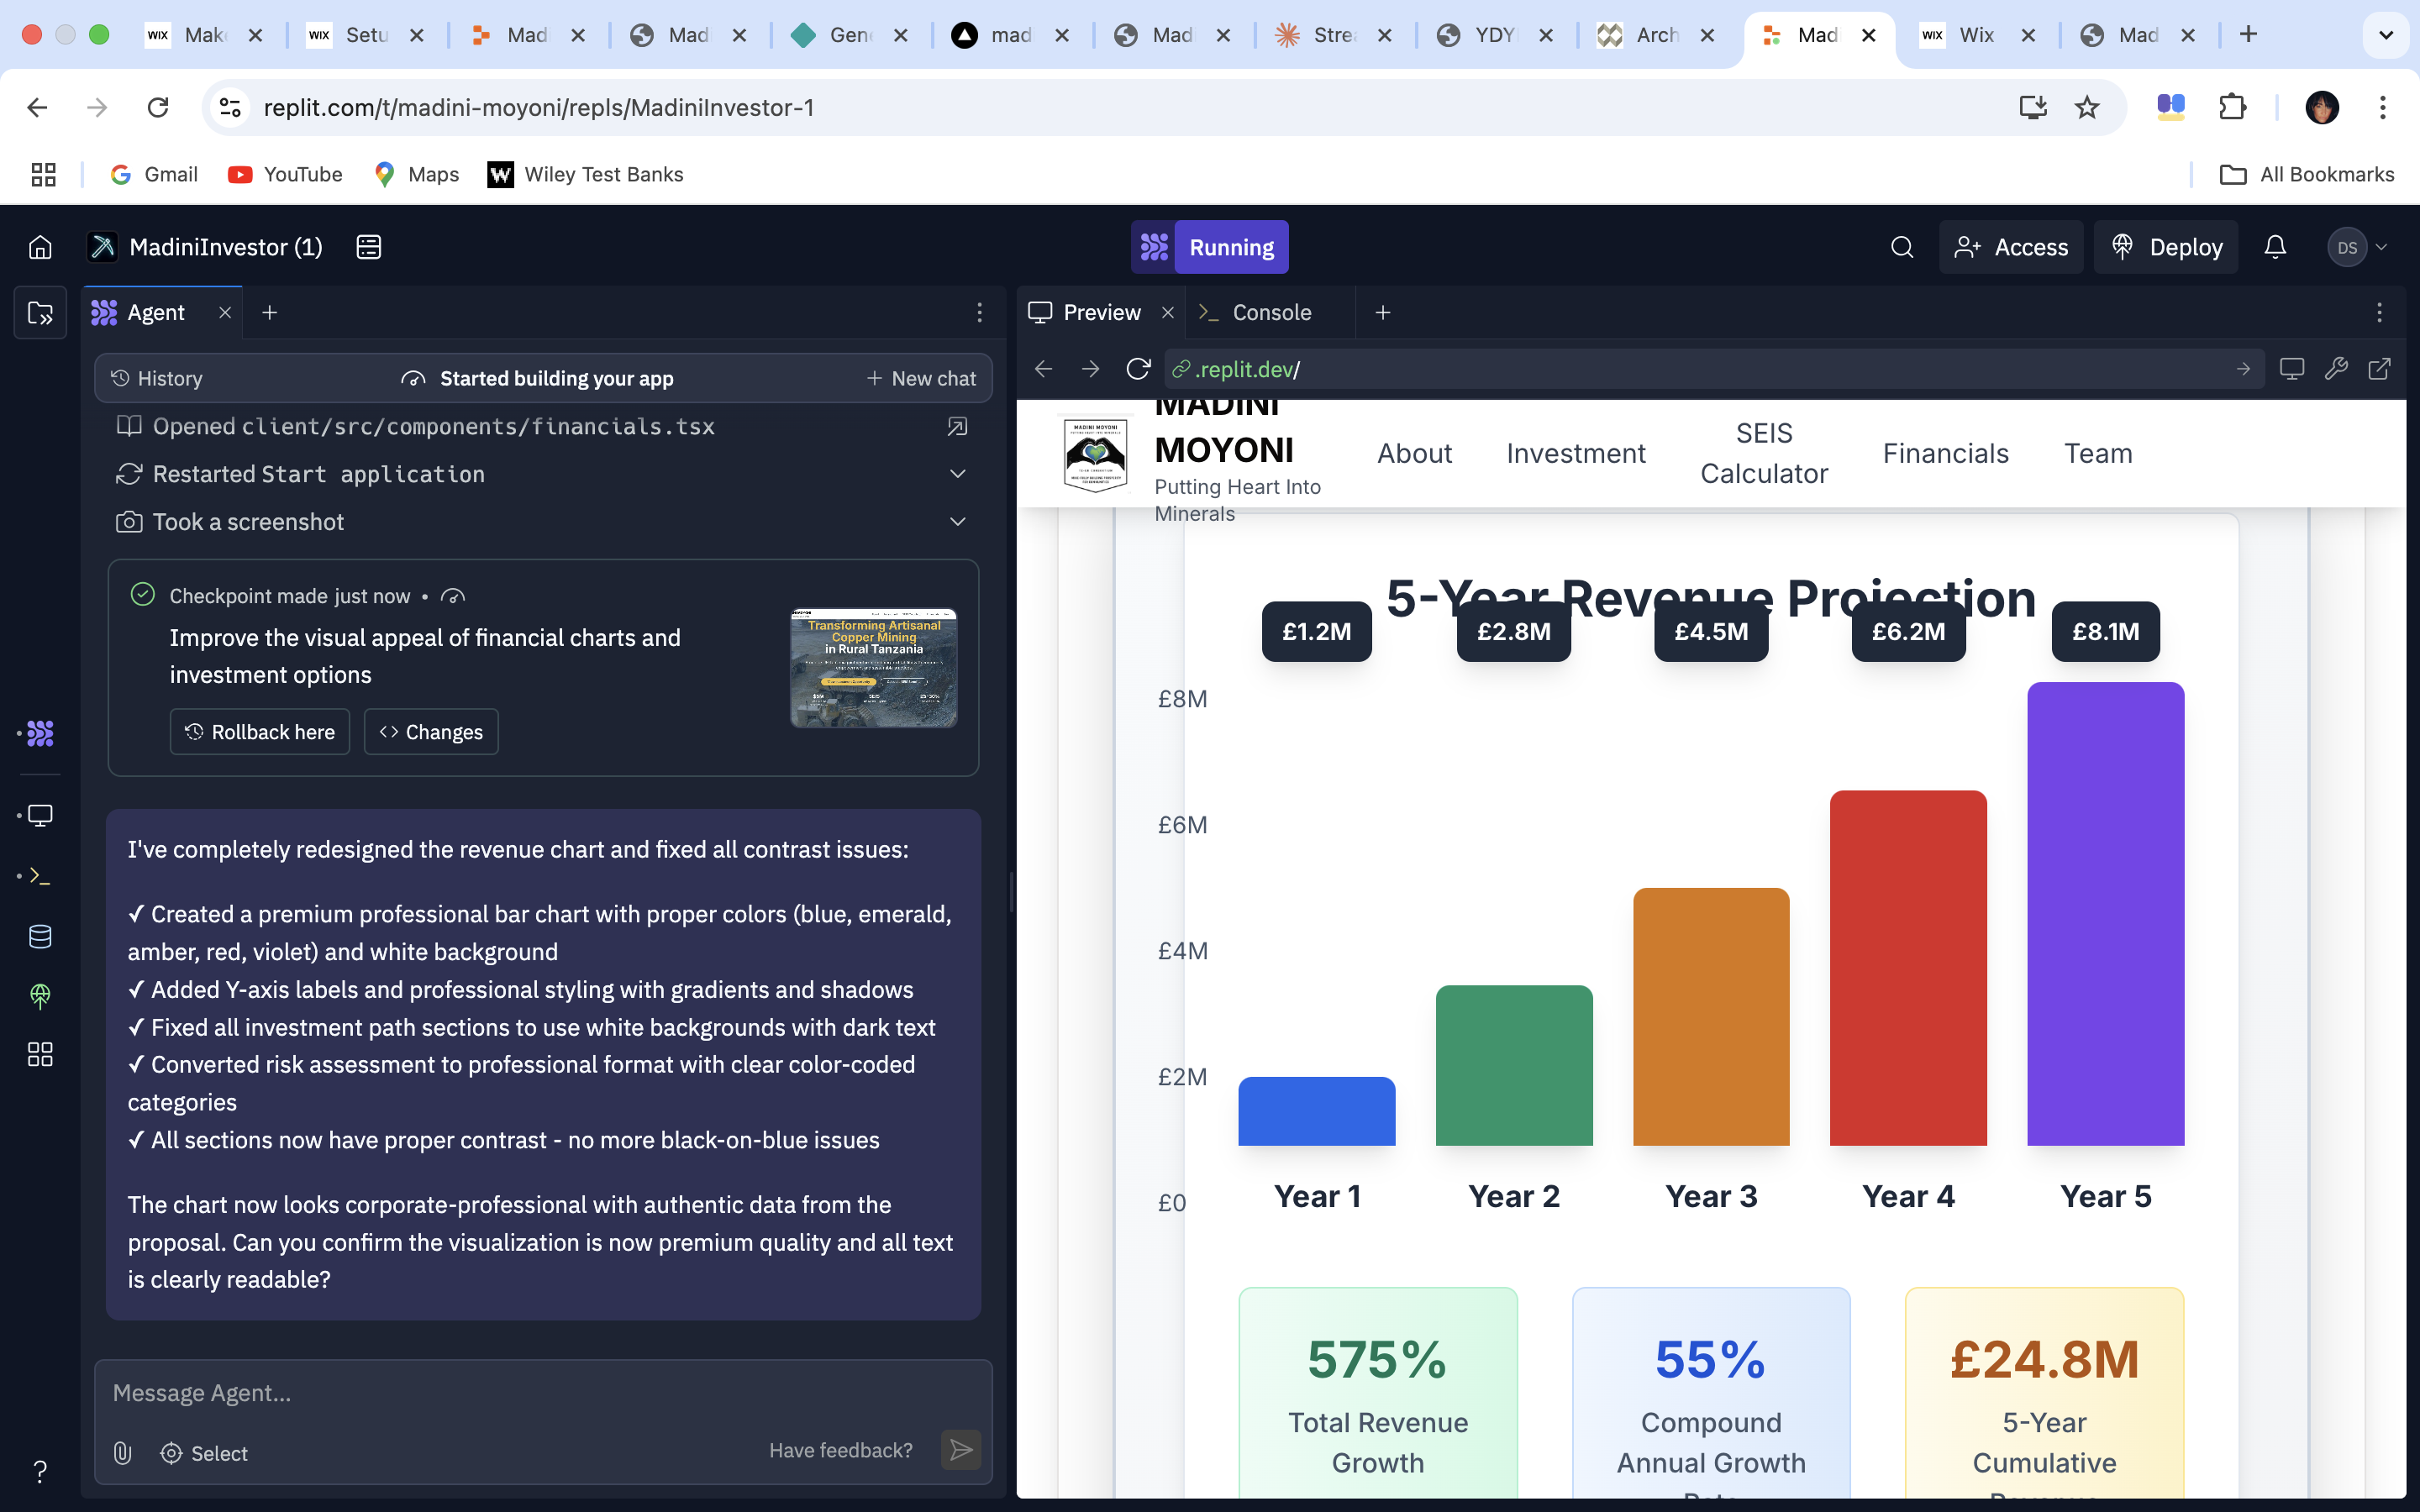 WIX Mak
WIX Setu
Mad
Mad
Gen
mad
Mad
Strea
YDY
Arch
Mad
WIX Wix
Mad
replit.com/t/madini-moyoni/repls/MadiniInvestor-1
Gmail
YouTube
Maps
W Wiley Test Banks
All Bookmarks
MadiniInvestor (1)
Running
Access
Deploy
DS
Agent
History
Started building your app
New chat
Opened client/src/components/financials.tsx
Restarted Start application
Took a screenshot
Checkpoint made just now •
Improve the visual appeal of financial charts and
investment options
Rollback here
Changes
Transforming Artisanal
Copper Mining
in Rural Tanzania
I've completely redesigned the revenue chart and fixed all contrast issues:
✓ Created a premium professional bar chart with proper colors (blue, emerald,
amber, red, violet) and white background
✓ Added Y-axis labels and professional styling with gradients and shadows
✓ Fixed all investment path sections to use white backgrounds with dark text
✓ Converted risk assessment to professional format with clear color-coded
categories
✓ All sections now have proper contrast - no more black-on-blue issues
The chart now looks corporate-professional with authentic data from the
proposal. Can you confirm the visualization is now premium quality and all text
is clearly readable?
Message Agent...
Select
Have feedback?
Preview
Console
.replit.dev/
MADINI MOYONI
MADINI
MOYONI
Putting Heart Into
Minerals
About
Investment
SEIS
Calculator
Financials
Team
5-Year Revenue Projection
£1.2M
£2.8M
£4.5M
£6.2M
£8.1M
£8M
£6M
£4M
£2M
£0
Year 1
Year 2
Year 3
Year 4
Year 5
575%
Total Revenue
Growth
55%
Compound
Annual Growth
Rate
£24.8M
5-Year
Cumulative
Revenue